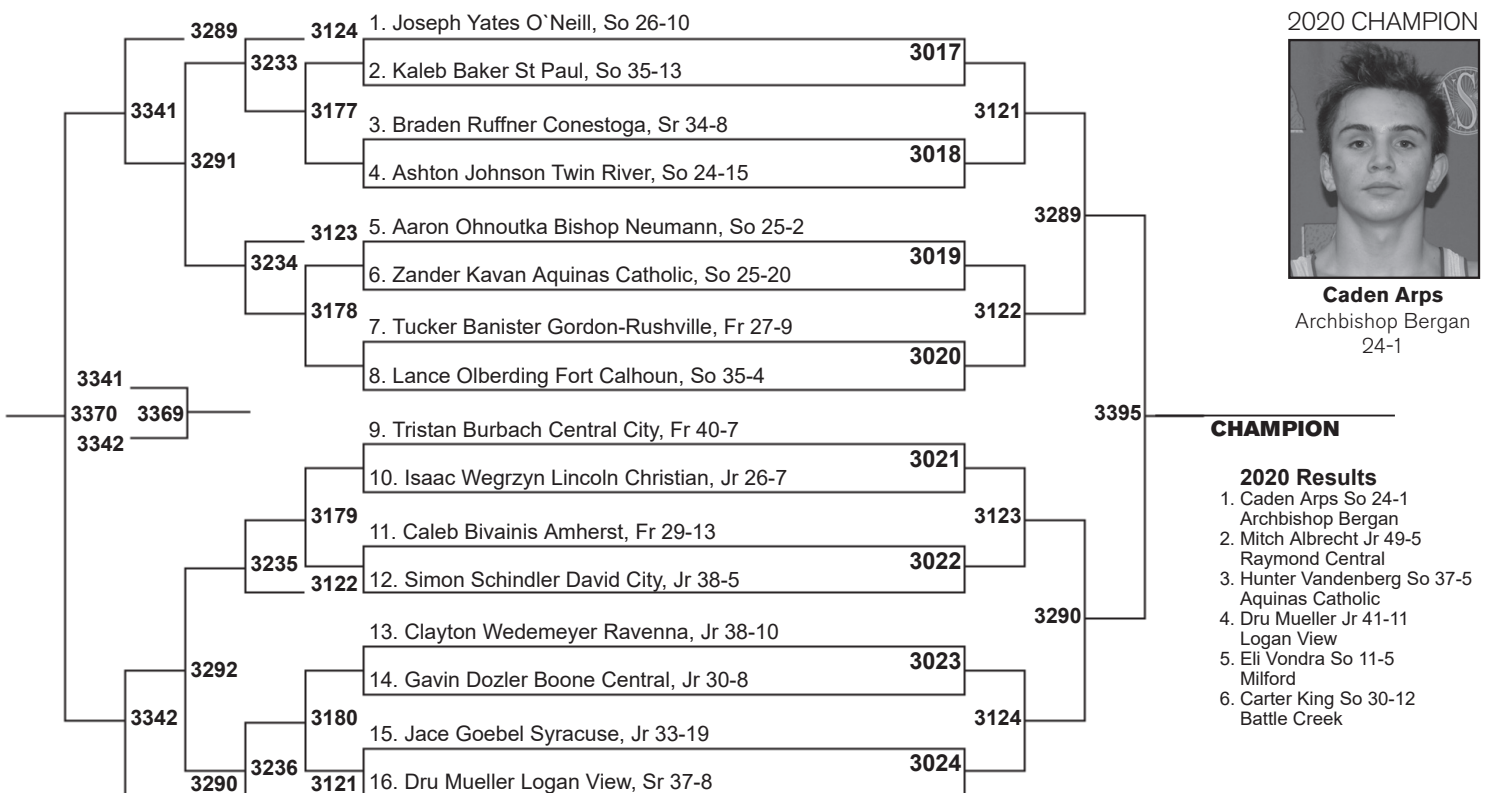 3289
3124
1. Joseph Yates O`Neill, So 26-10
2020 CHAMPION
3233
3017
2. Kaleb Baker St Paul, So 35-13
3341
3177
3. Braden Ruffner Conestoga, Sr 34-8
3121
3291
3018
4. Ashton Johnson Twin River, So 24-15
3289
3123
5. Aaron Ohnoutka Bishop Neumann, So 25-2
3234
3019
6. Zander Kavan Aquinas Catholic, So 25-20
Caden Arps
Archbishop Bergan
24-1
3178
7. Tucker Banister Gordon-Rushville, Fr 27-9
3122
3020
8. Lance Olberding Fort Calhoun, So 35-4
3341
3370
3369
3342
3395
CHAMPION
9. Tristan Burbach Central City, Fr 40-7
3021
10. Isaac Wegrzyn Lincoln Christian, Jr 26-7
3179
11. Caleb Bivainis Amherst, Fr 29-13
3123
3235
3022
3122
12. Simon Schindler David City, Jr 38-5
3290
13. Clayton Wedemeyer Ravenna, Jr 38-10
3292
3023
14. Gavin Dozler Boone Central, Jr 30-8
3342
3180
15. Jace Goebel Syracuse, Jr 33-19
3124
3236
3024
3290
3121
16. Dru Mueller Logan View, Sr 37-8
2020 Results
1. Caden Arps So 24-1
Archbishop Bergan
2. Mitch Albrecht Jr 49-5
Raymond Central
3. Hunter Vandenberg So 37-5
Aquinas Catholic
4. Dru Mueller Jr 41-11
Logan View
5. Eli Vondra So 11-5
Milford
6. Carter King So 30-12
Battle Creek